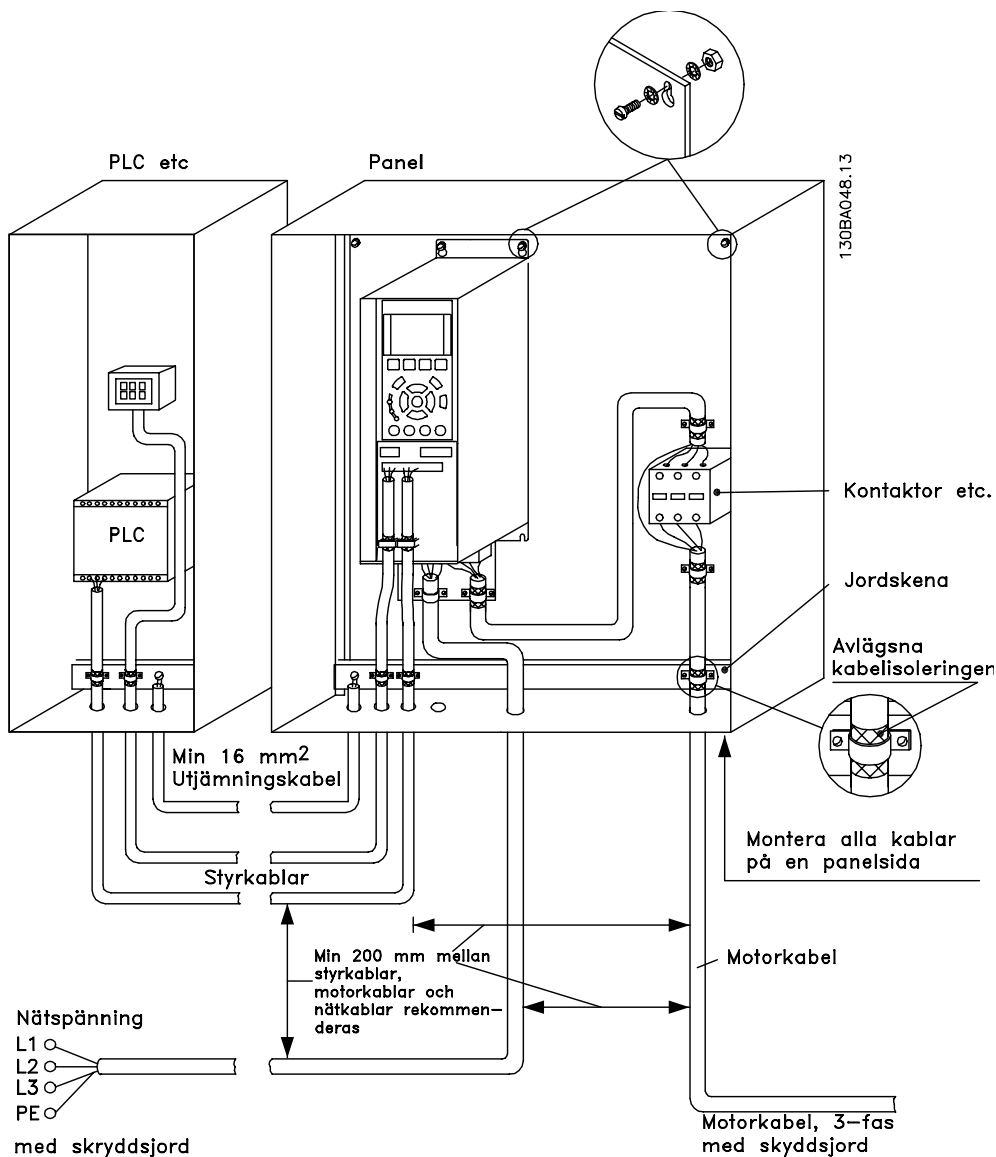 PLC etc
Panel
130BA048.13
PLC
Kontaktor etc.
Jordskena
Avlägsna
kabelisoleringen
Min 16 mm²
Utjämningskabel
Montera alla kablar
på en panelsida
Styrkablar
Min 200 mm mellan
styrkablar,
motorkablar och
nätkablar rekommen-
deras
Motorkabel
Nätspänning
L1
L2
L3
PE
med skryddsjord
Motorkabel, 3-fas
med skyddsjord